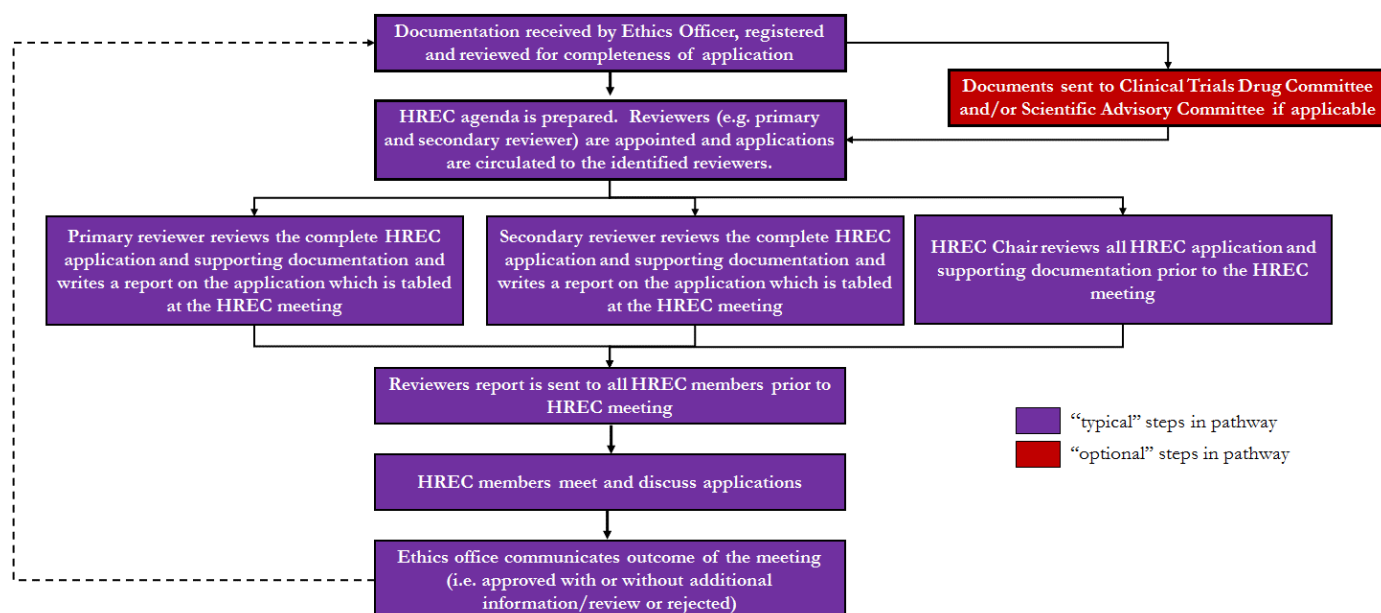 Documentation received by Ethics Officer, registered
and reviewed for completeness of application
Documents sent to Clinical Trials Drug Committee
and/or Scientific Advisory Committee if applicable
HREC agenda is prepared.  Reviewers (e.g. primary
and secondary reviewer) are appointed and applications
are circulated to the identified reviewers.
Primary reviewer reviews the complete HREC
application and supporting documentation and
writes a report on the application which is tabled
at the HREC meeting
Secondary reviewer reviews the complete HREC
application and supporting documentation and
writes a report on the application which is tabled
at the HREC meeting
HREC Chair reviews all HREC application and
supporting documentation prior to the HREC
meeting
Reviewers report is sent to all HREC members prior to
HREC meeting
HREC members meet and discuss applications
Ethics office communicates outcome of the meeting
(i.e. approved with or without additional
information/review or rejected)
“typical” steps in pathway
“optional” steps in pathway